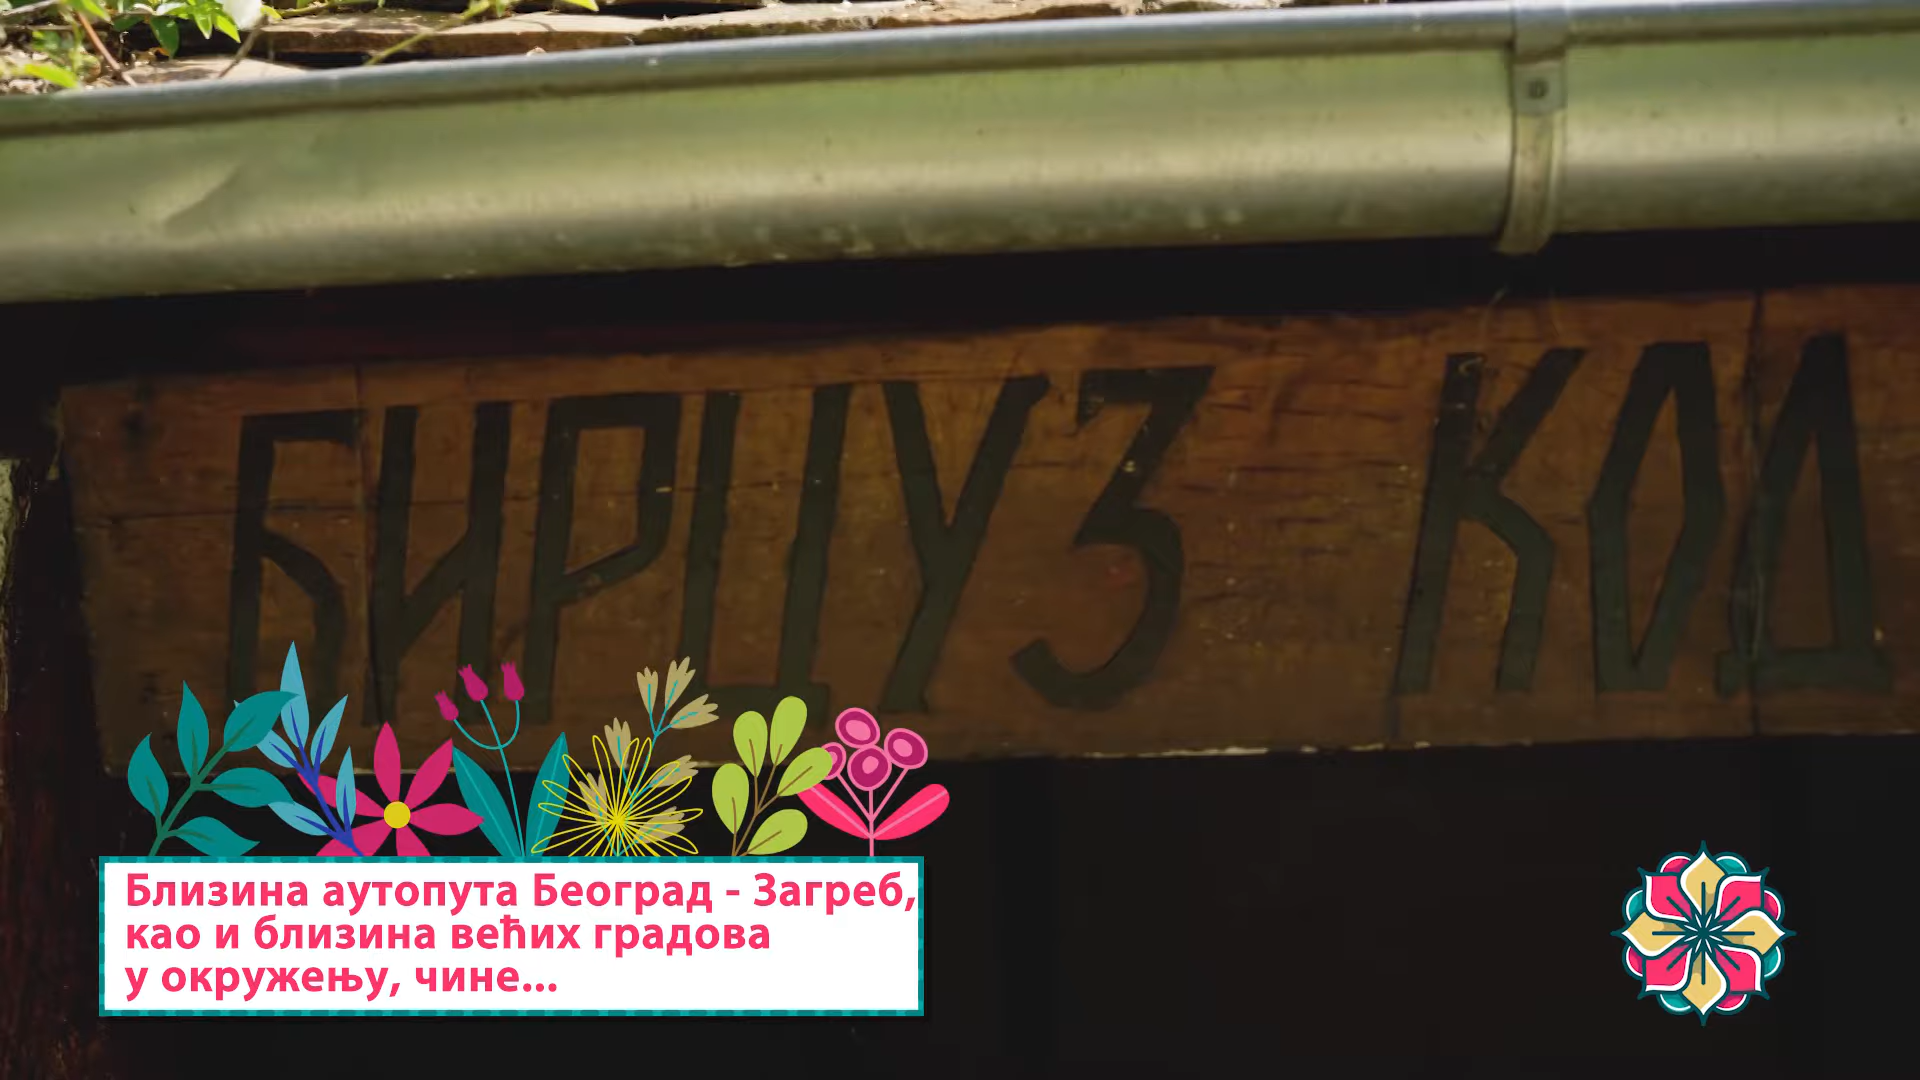 БИРЦУЗ КОД
Близина аутопута Београд - Загреб,
као и близина већих градова
у окружењу, чине...